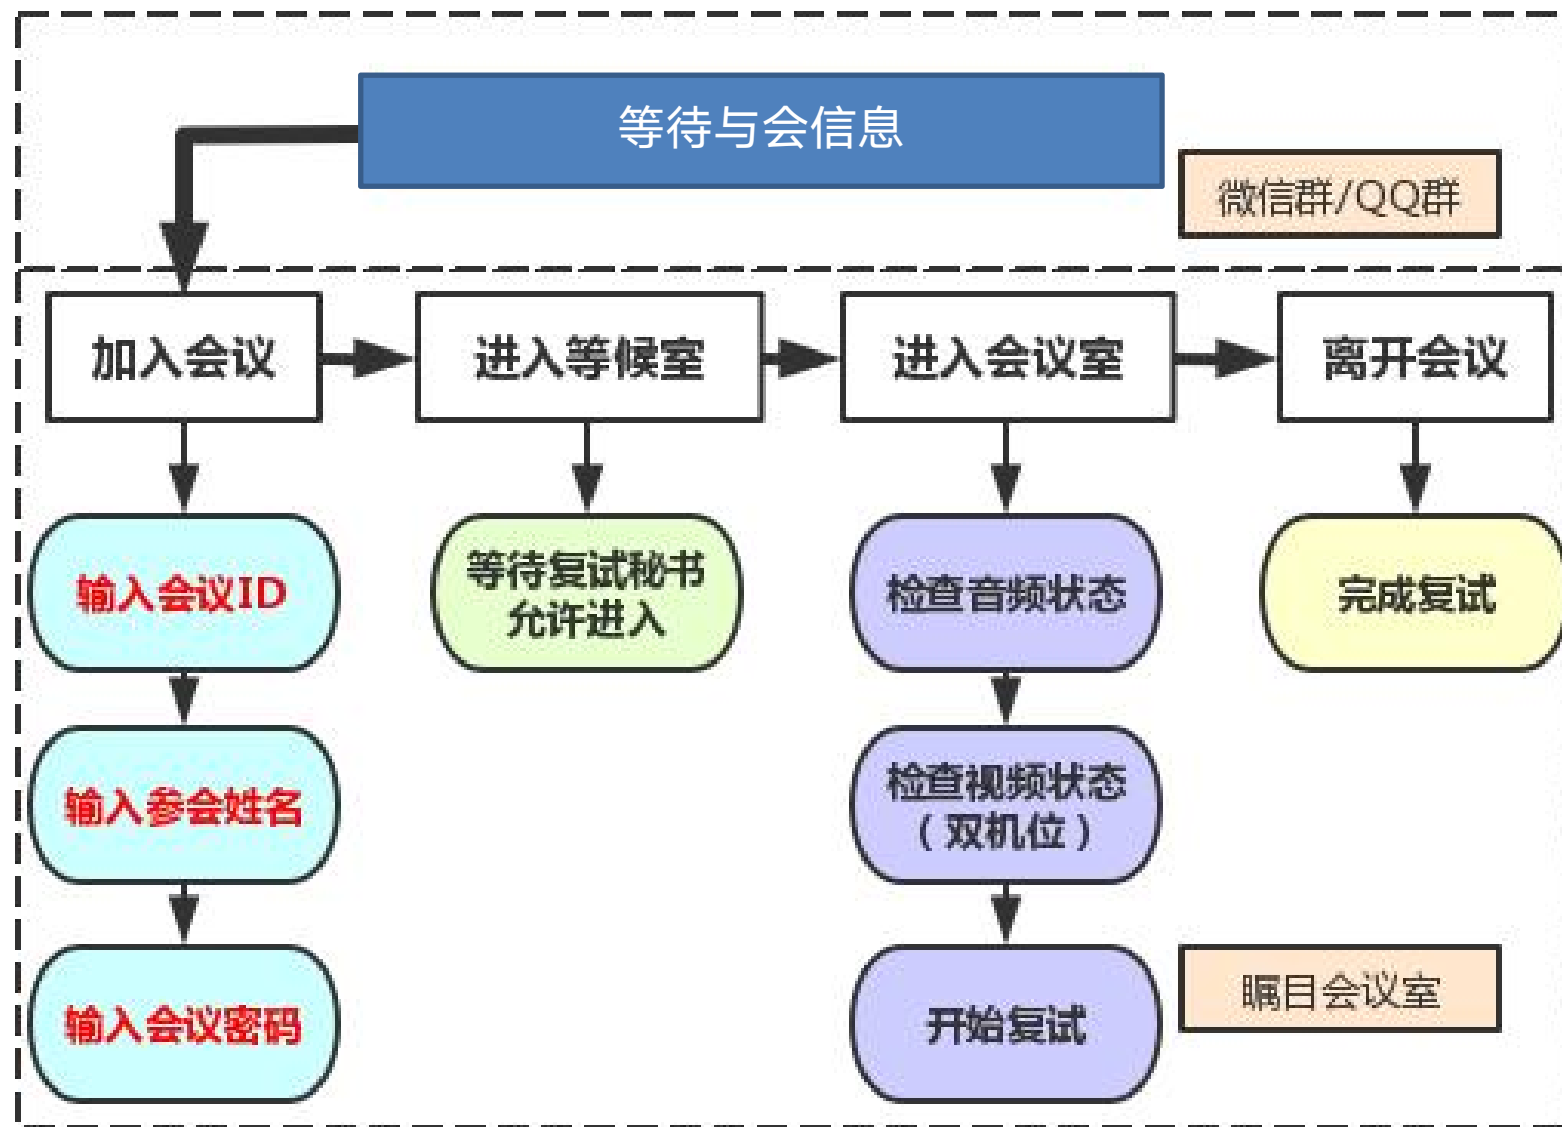 等待与会信息
微信群/QQ群
加入会议
进入等候室
进入会议室
离开会议
输入会议ID
等待复试秘书
允许进入
检查音频状态
完成复试
输入参会姓名
检查视频状态
（双机位）
输入会议密码
开始复试
瞩目会议室